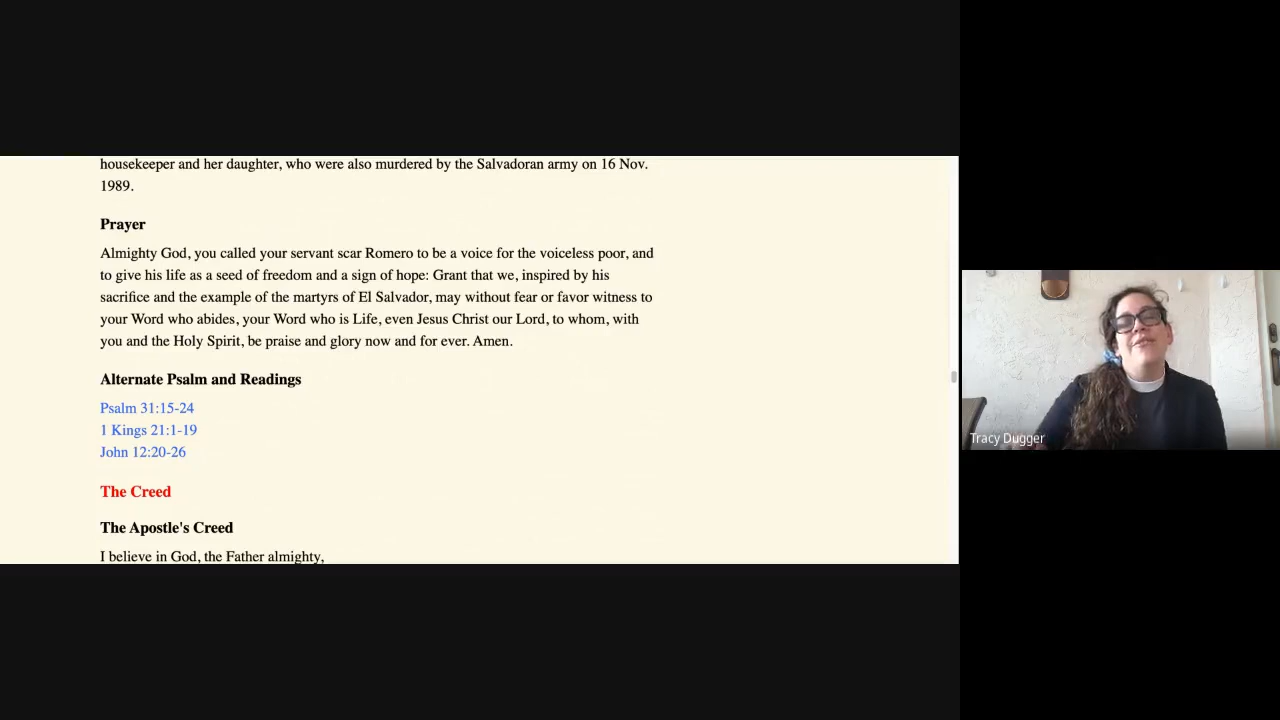 housekeeper and her daughter, who were also murdered by the Salvadoran army on 16 Nov.
1989.
Prayer
Almighty God, you called your servant scar Romero to be a voice for the voiceless poor, and
to give his life as a seed of freedom and a sign of hope: Grant that we, inspired by his
sacrifice and the example of the martyrs of El Salvador, may without fear or favor witness to
your Word who abides, your Word who is Life, even Jesus Christ our Lord, to whom, with
you and the Holy Spirit, be praise and glory now and for ever. Amen.
Alternate Psalm and Readings
Psalm 31:15-24
1 Kings 21:1-19
John 12:20-26
The Creed
The Apostle's Creed
I believe in God, the Father almighty,
Tracy Dugger